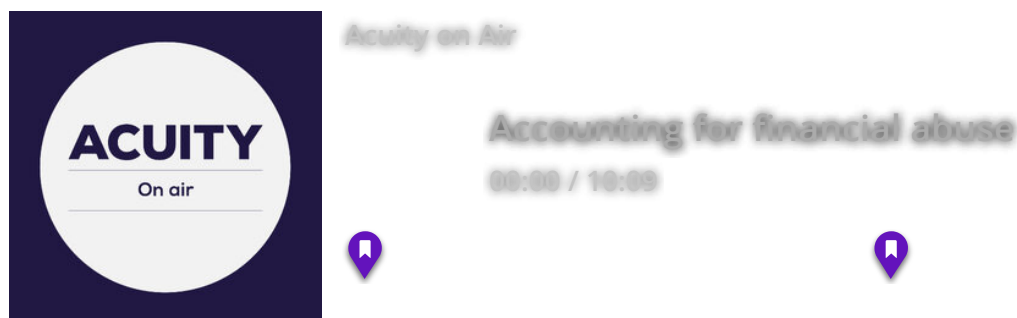 ACUITY
On air
Acuity on Air
Accounting for financial abuse
00:00 / 10:09